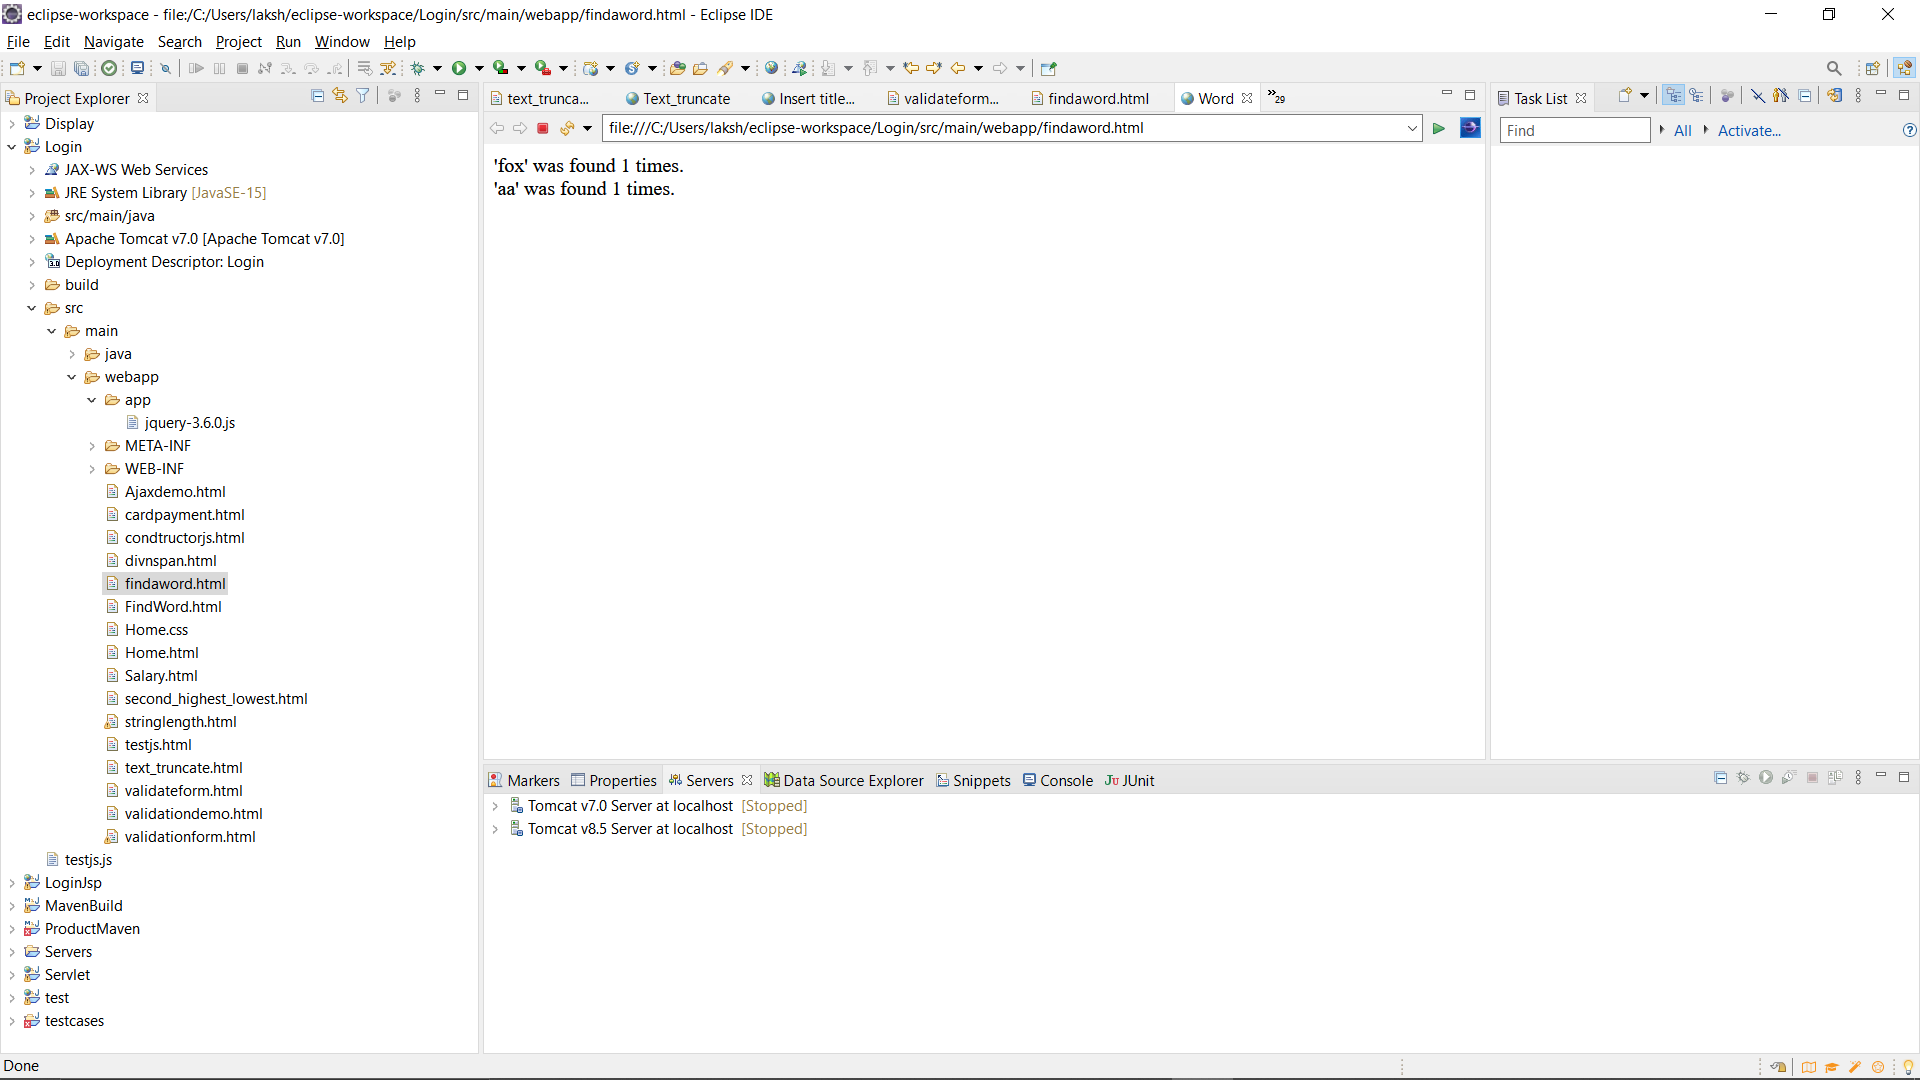 eclipse-workspace - file:/C:/Users/laksh/eclipse-workspace/Login/src/main/webapp/findaword.html - Eclipse IDE
File Edit Navigate Search Project Run Window Help
Project Explorer
Display
Login
JAX-WS Web Services
JRE System Library [JavaSE-15]
src/main/java
Apache Tomcat v7.0 [Apache Tomcat v7.0]
Deployment Descriptor: Login
build
src
main
java
webapp
app
jquery-3.6.0.js
META-INF
WEB-INF
Ajaxdemo.html
cardpayment.html
condtructorjs.html
divnspan.html
findaword.html
FindWord.html
Home.css
Home.html
Salary.html
second_highest_lowest.html
stringlength.html
testjs.html
text_truncate.html
validateform.html
validationdemo.html
validationform.html
testjs.js
LoginJsp
MavenBuild
ProductMaven
Servers
Servlet
test
testcases
text_trunca... Text_truncate Insert title... validateform... findaword.html Word »29
file:///C:/Users/laksh/eclipse-workspace/Login/src/main/webapp/findaword.html
'fox' was found 1 times.
'aa' was found 1 times.
Task List
Find All Activate...
Markers Properties Servers Data Source Explorer Snippets Console JUnit
Tomcat v7.0 Server at localhost [Stopped]
Tomcat v8.5 Server at localhost [Stopped]
Done